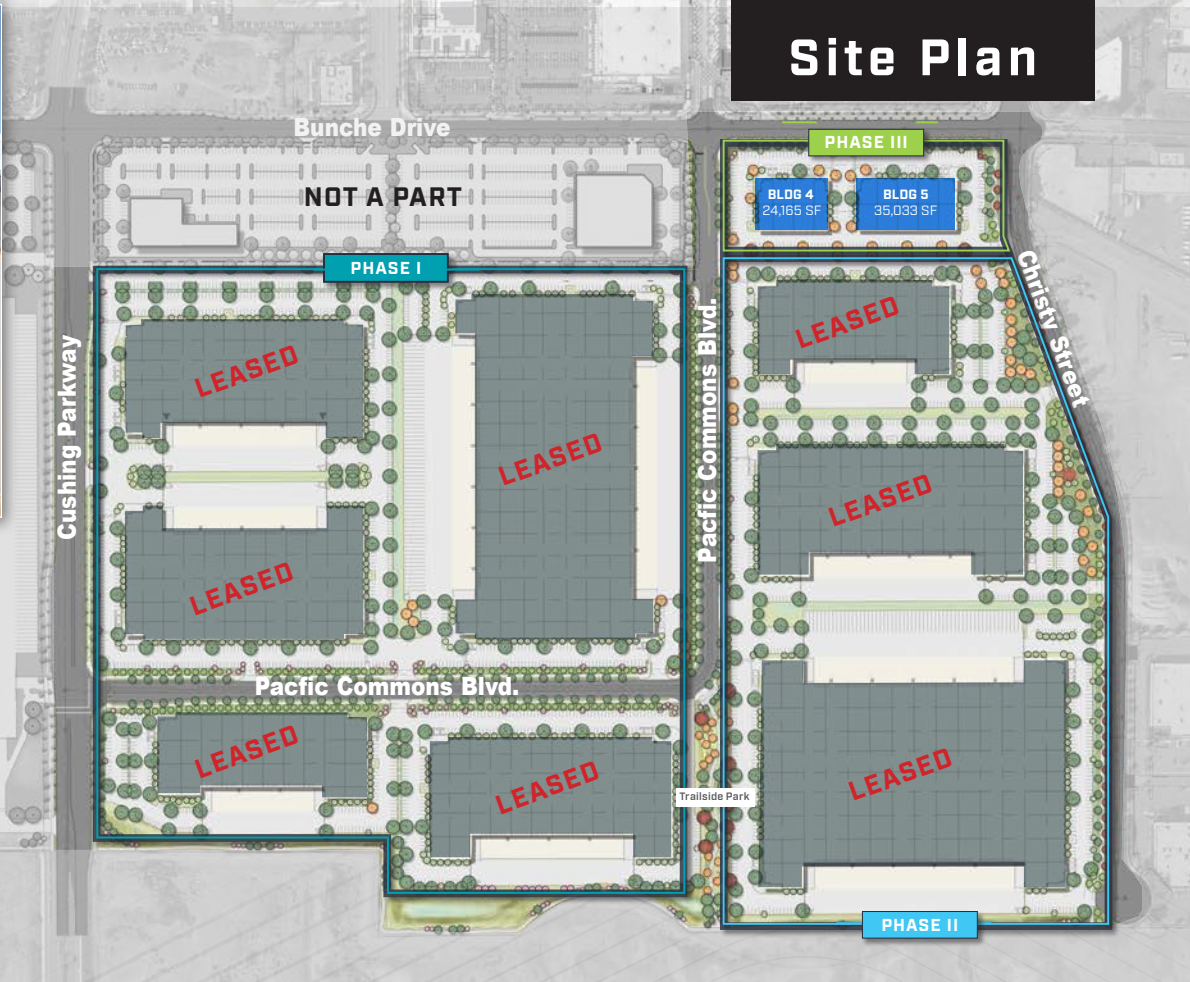 Site Plan
Bunche Drive
PHASE III
NOT A PART
BLDG 4
24,165 SF
BLDG 5
35,033 SF
PHASE I
Christy Street
Cushing Parkway
Pacfic Commons Blvd.
LEASED
LEASED
LEASED
LEASED
LEASED
Pacfic Commons Blvd.
LEASED
LEASED
LEASED
Trailside Park
PHASE II